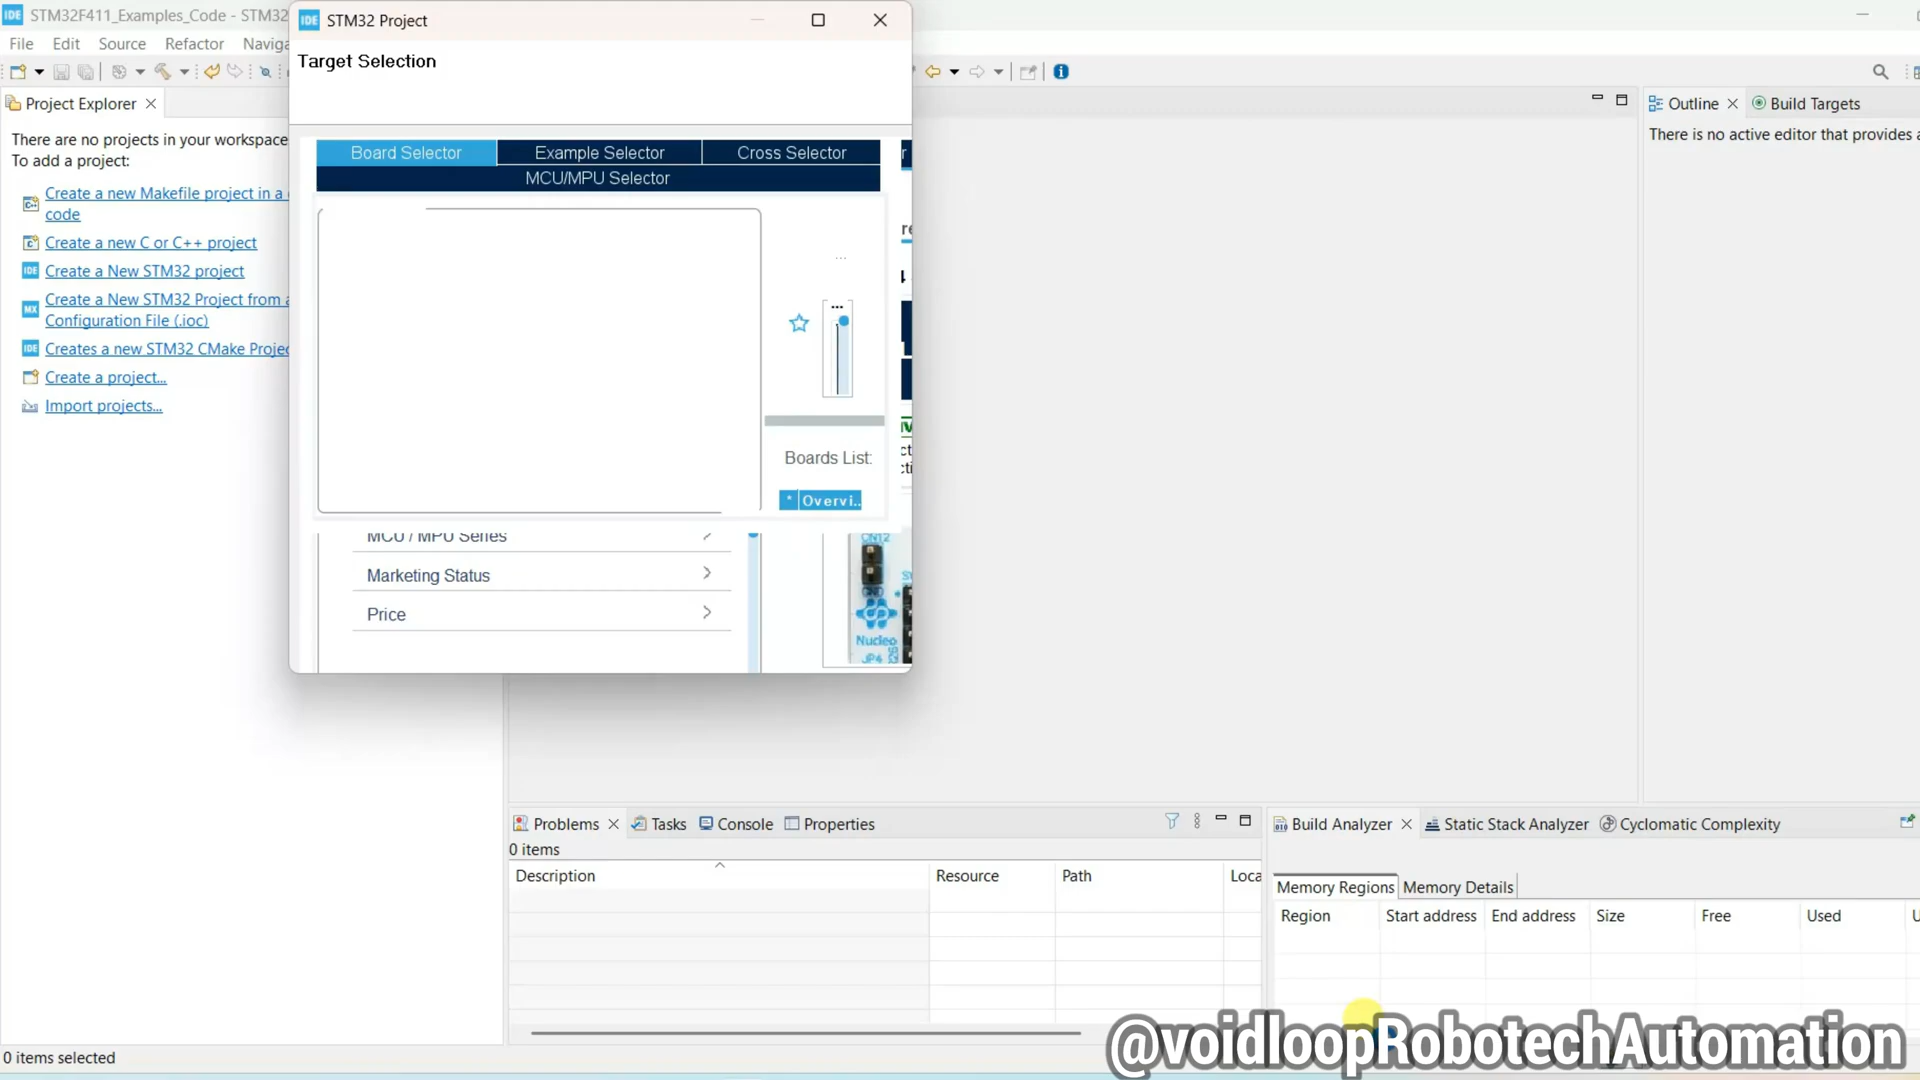 STM32F411_Examples_Code - STM32
STM32 Project
File Edit Source Refactor Naviga
Target Selection
Project Explorer
Outline
Build Targets
There are no projects in your workspace
To add a project:
There is no active editor that provides a
Board Selector
Example Selector
Cross Selector
MCU/MPU Selector
Create a new Makefile project in a
code
Create a new C or C++ project
Create a New STM32 project
Create a New STM32 Project from a
Configuration File (.ioc)
Creates a new STM32 CMake Projec
Create a project...
Import projects...
...
Boards List:
* Overvi..
MCU / MPU Series
Marketing Status
Price
CN12
GND
Nucleo
JP4
Problems
Tasks
Console
Properties
0 items
Description Resource Path Loca
Build Analyzer
Static Stack Analyzer
Cyclomatic Complexity
Memory Regions
Memory Details
Region Start address End address Size Free Used U
0 items selected
@voidloopRobotechAutomation